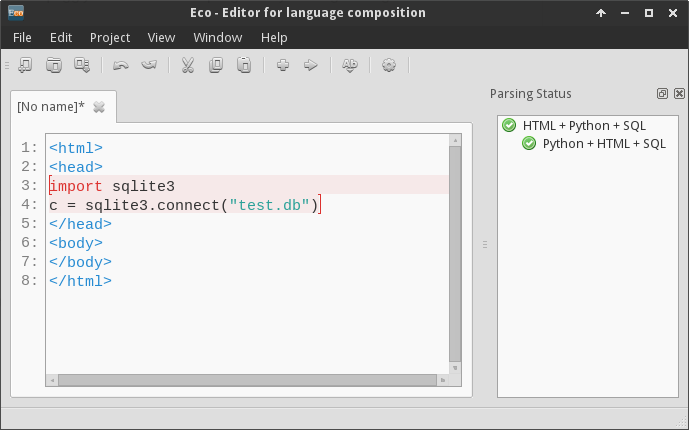 Eco
Eco - Editor for language composition
File Edit Project View Window Help
Ab
[No name]*
Parsing Status
HTML + Python + SQL
Python + HTML + SQL
1: <html>
2: <head>
3: import sqlite3
4: c = sqlite3.connect("test.db")
5: </head>
6: <body>
7: </body>
8: </html>